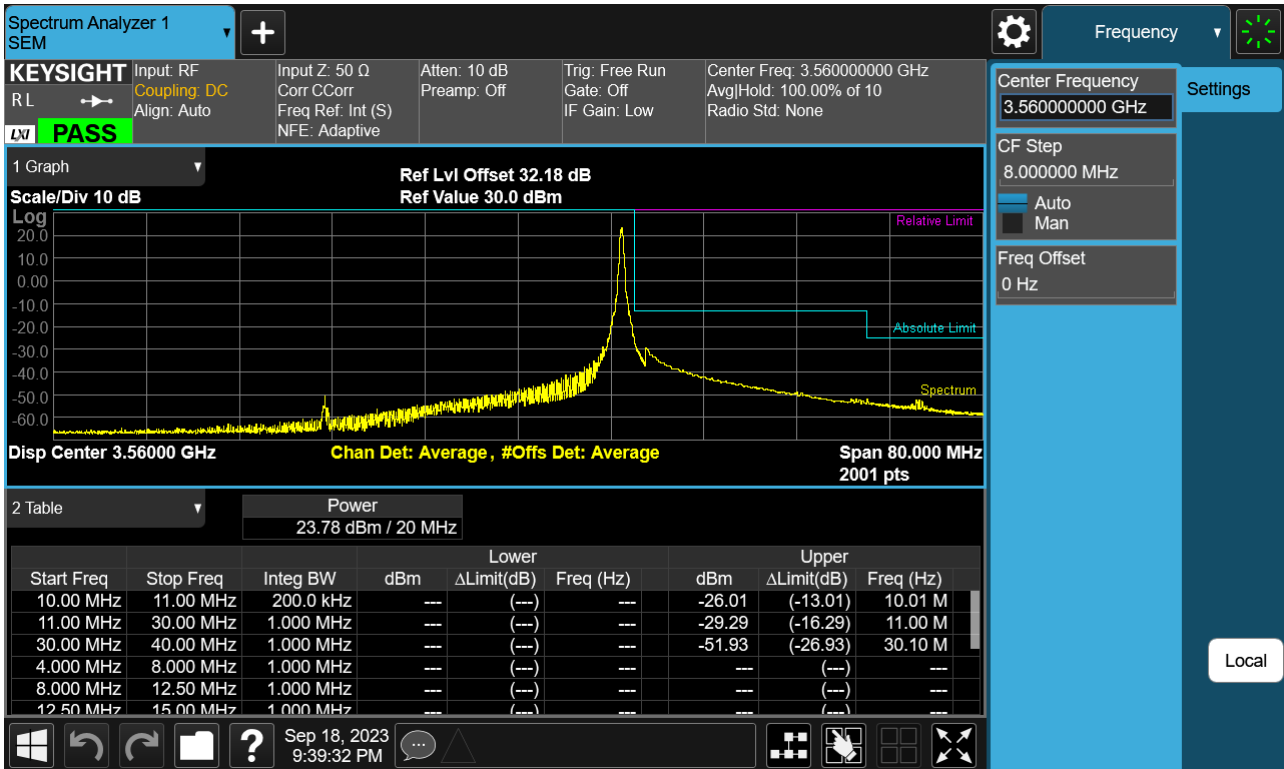 Spectrum Analyzer 1
SEM
+
Frequency
KEYSIGHT
R L
LXI
PASS
Input: RF
Coupling: DC
Align: Auto
Input Z: 50 Ω
Corr CCorr
Freq Ref: Int (S)
NFE: Adaptive
Atten: 10 dB
Preamp: Off
Trig: Free Run
Gate: Off
IF Gain: Low
Center Freq: 3.560000000 GHz
Avg|Hold: 100.00% of 10
Radio Std: None
Center Frequency
3.560000000 GHz
Settings
CF Step
8.000000 MHz
Auto
Man
Freq Offset
0 Hz
1 Graph
Scale/Div 10 dB
Ref Lvl Offset 32.18 dB
Ref Value 30.0 dBm
Log
20.0
10.0
0.00
-10.0
-20.0
-30.0
-40.0
-50.0
-60.0
Relative Limit
Absolute Limit
Spectrum
Disp Center 3.56000 GHz
Chan Det: Average , #Offs Det: Average
Span 80.000 MHz
2001 pts
2 Table
Power
23.78 dBm / 20 MHz
Lower Upper
Start Freq Stop Freq Integ BW dBm ΔLimit(dB) Freq (Hz) dBm ΔLimit(dB) Freq (Hz)
10.00 MHz 11.00 MHz 200.0 kHz --- (---) --- -26.01 (-13.01) 10.01 M
11.00 MHz 30.00 MHz 1.000 MHz --- (---) --- -29.29 (-16.29) 11.00 M
30.00 MHz 40.00 MHz 1.000 MHz --- (---) --- -51.93 (-26.93) 30.10 M
4.000 MHz 8.000 MHz 1.000 MHz --- (---) --- --- (---) ---
8.000 MHz 12.50 MHz 1.000 MHz --- (---) --- --- (---) ---
12.50 MHz 15.00 MHz 1.000 MHz --- (---) --- --- (---) ---
Local
?
Sep 18, 2023
9:39:32 PM
...